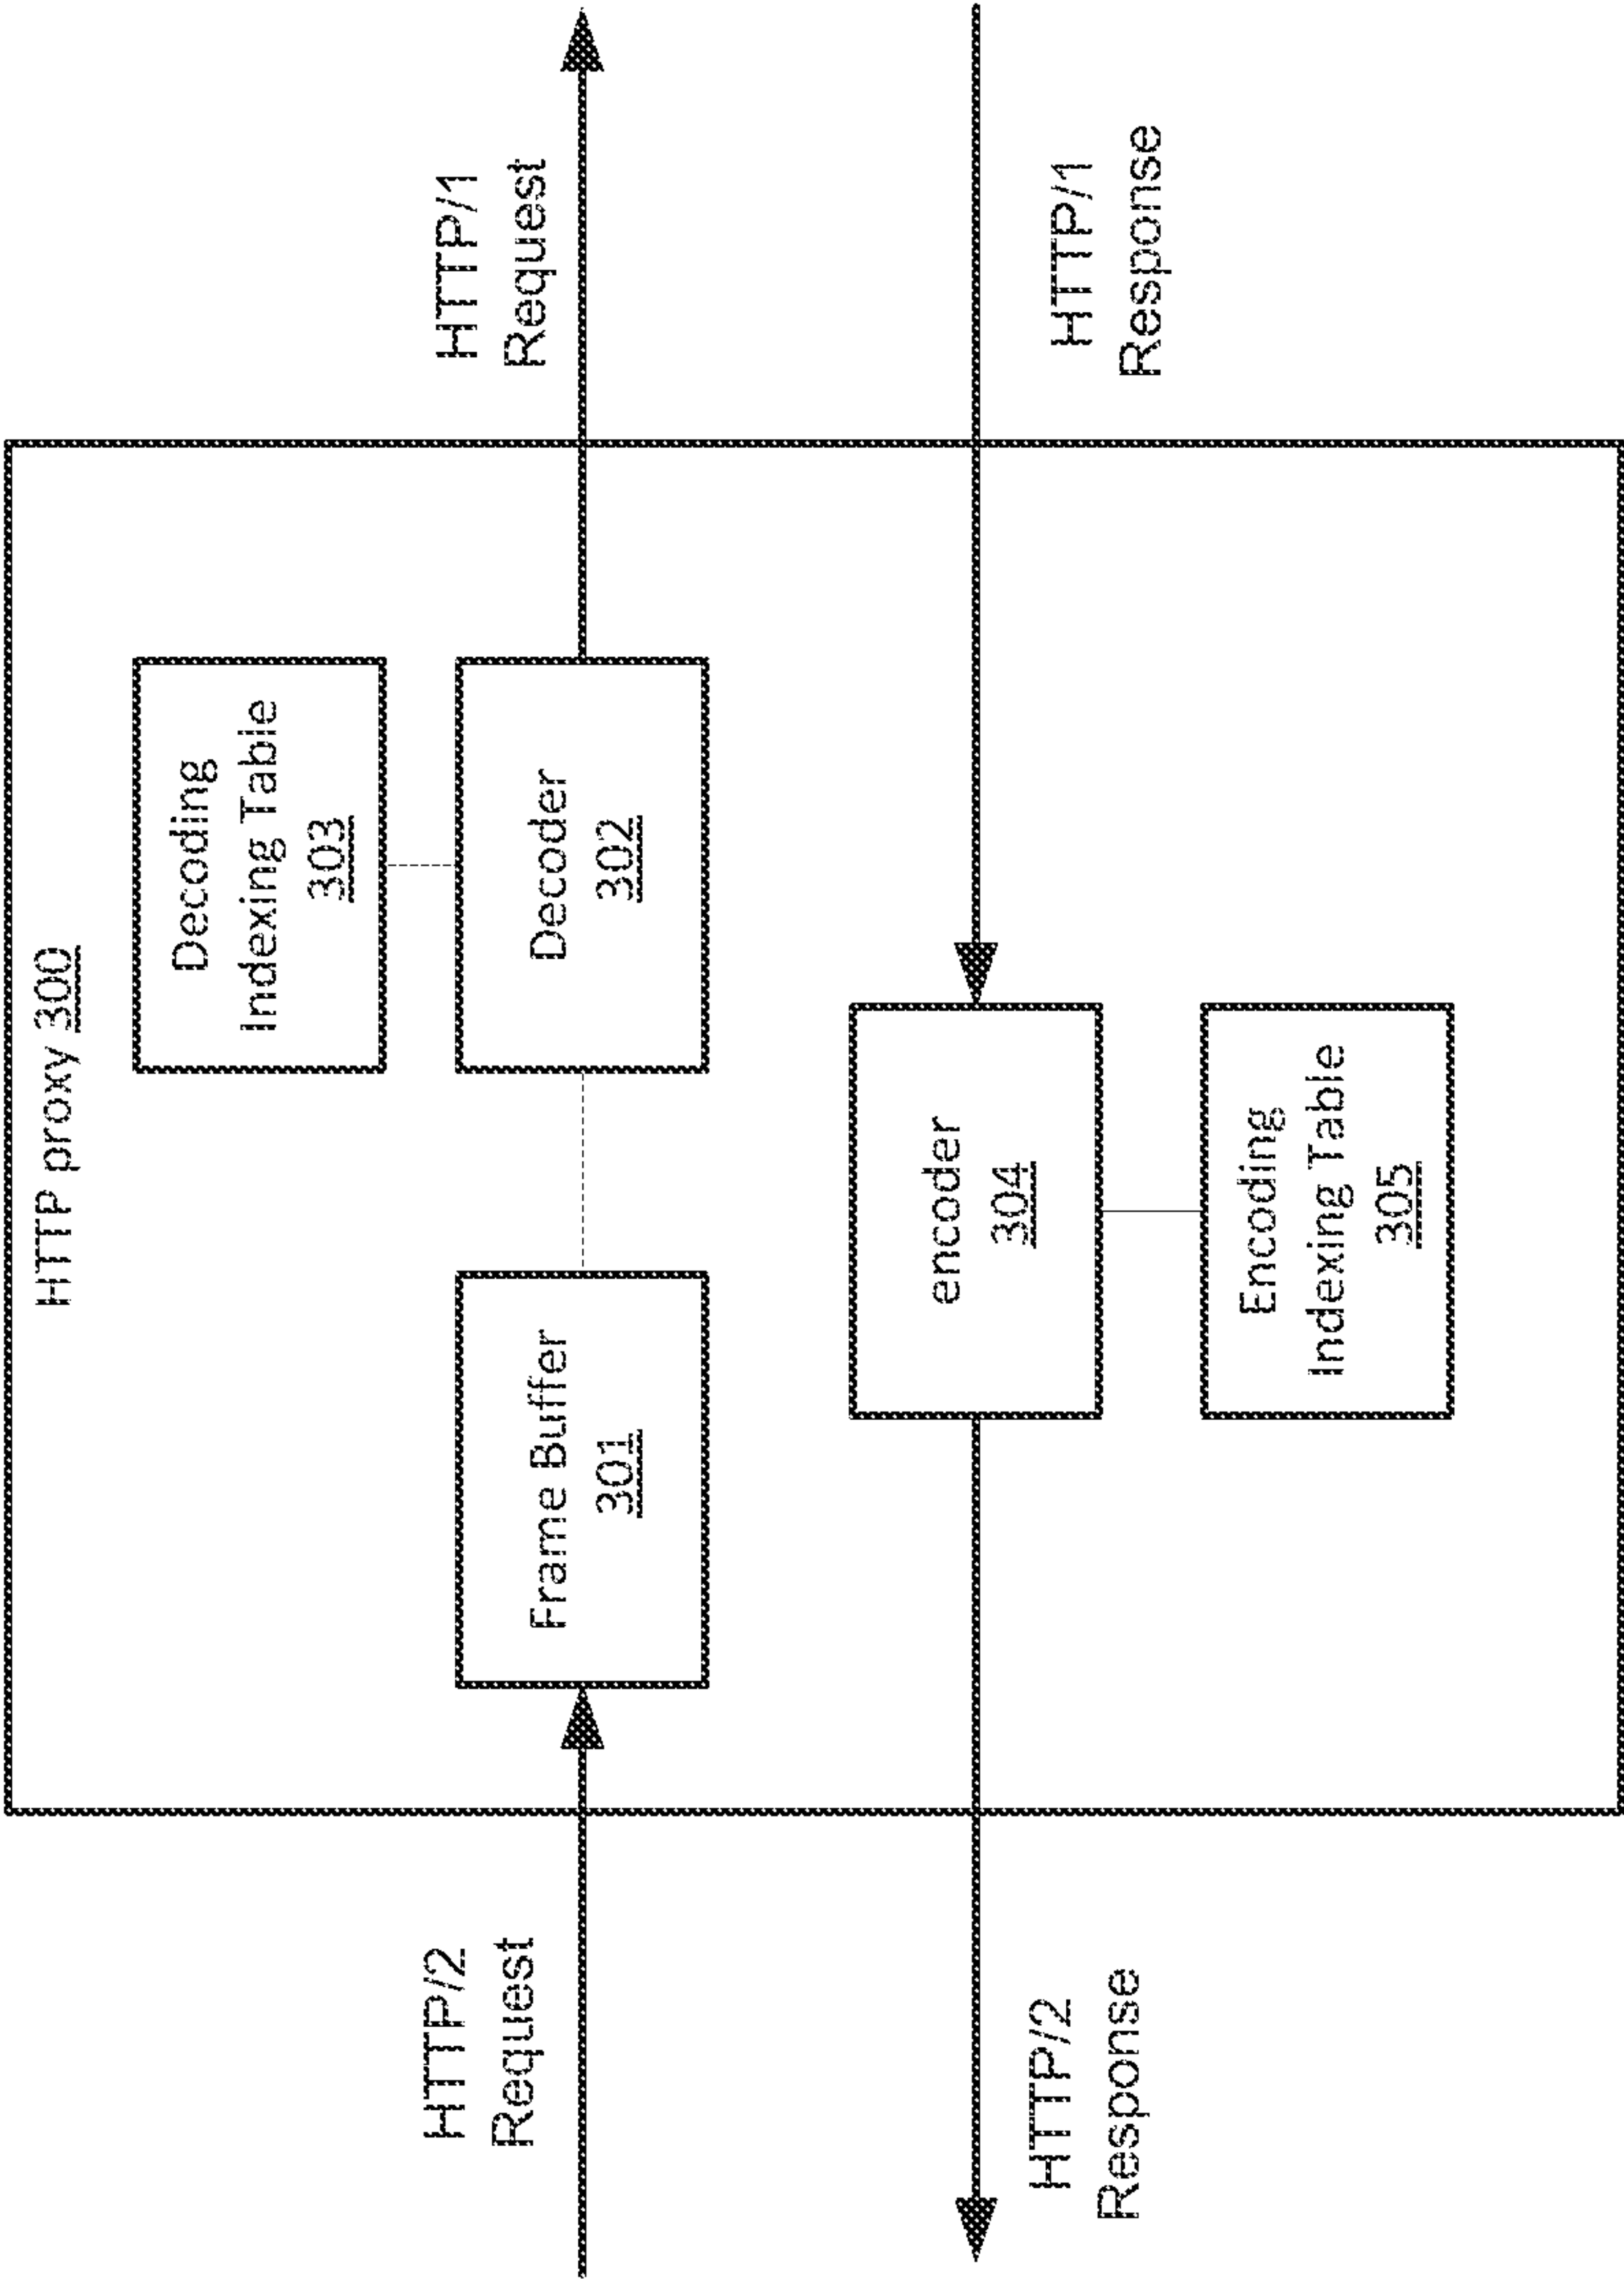 HTTP proxy 300
HTTP/2
Request
Frame Buffer
301
Decoder
302
Decoding
Indexing Table
303
HTTP/1
Request
HTTP/2
Response
encoder
304
Encoding
Indexing Table
305
HTTP/1
Response